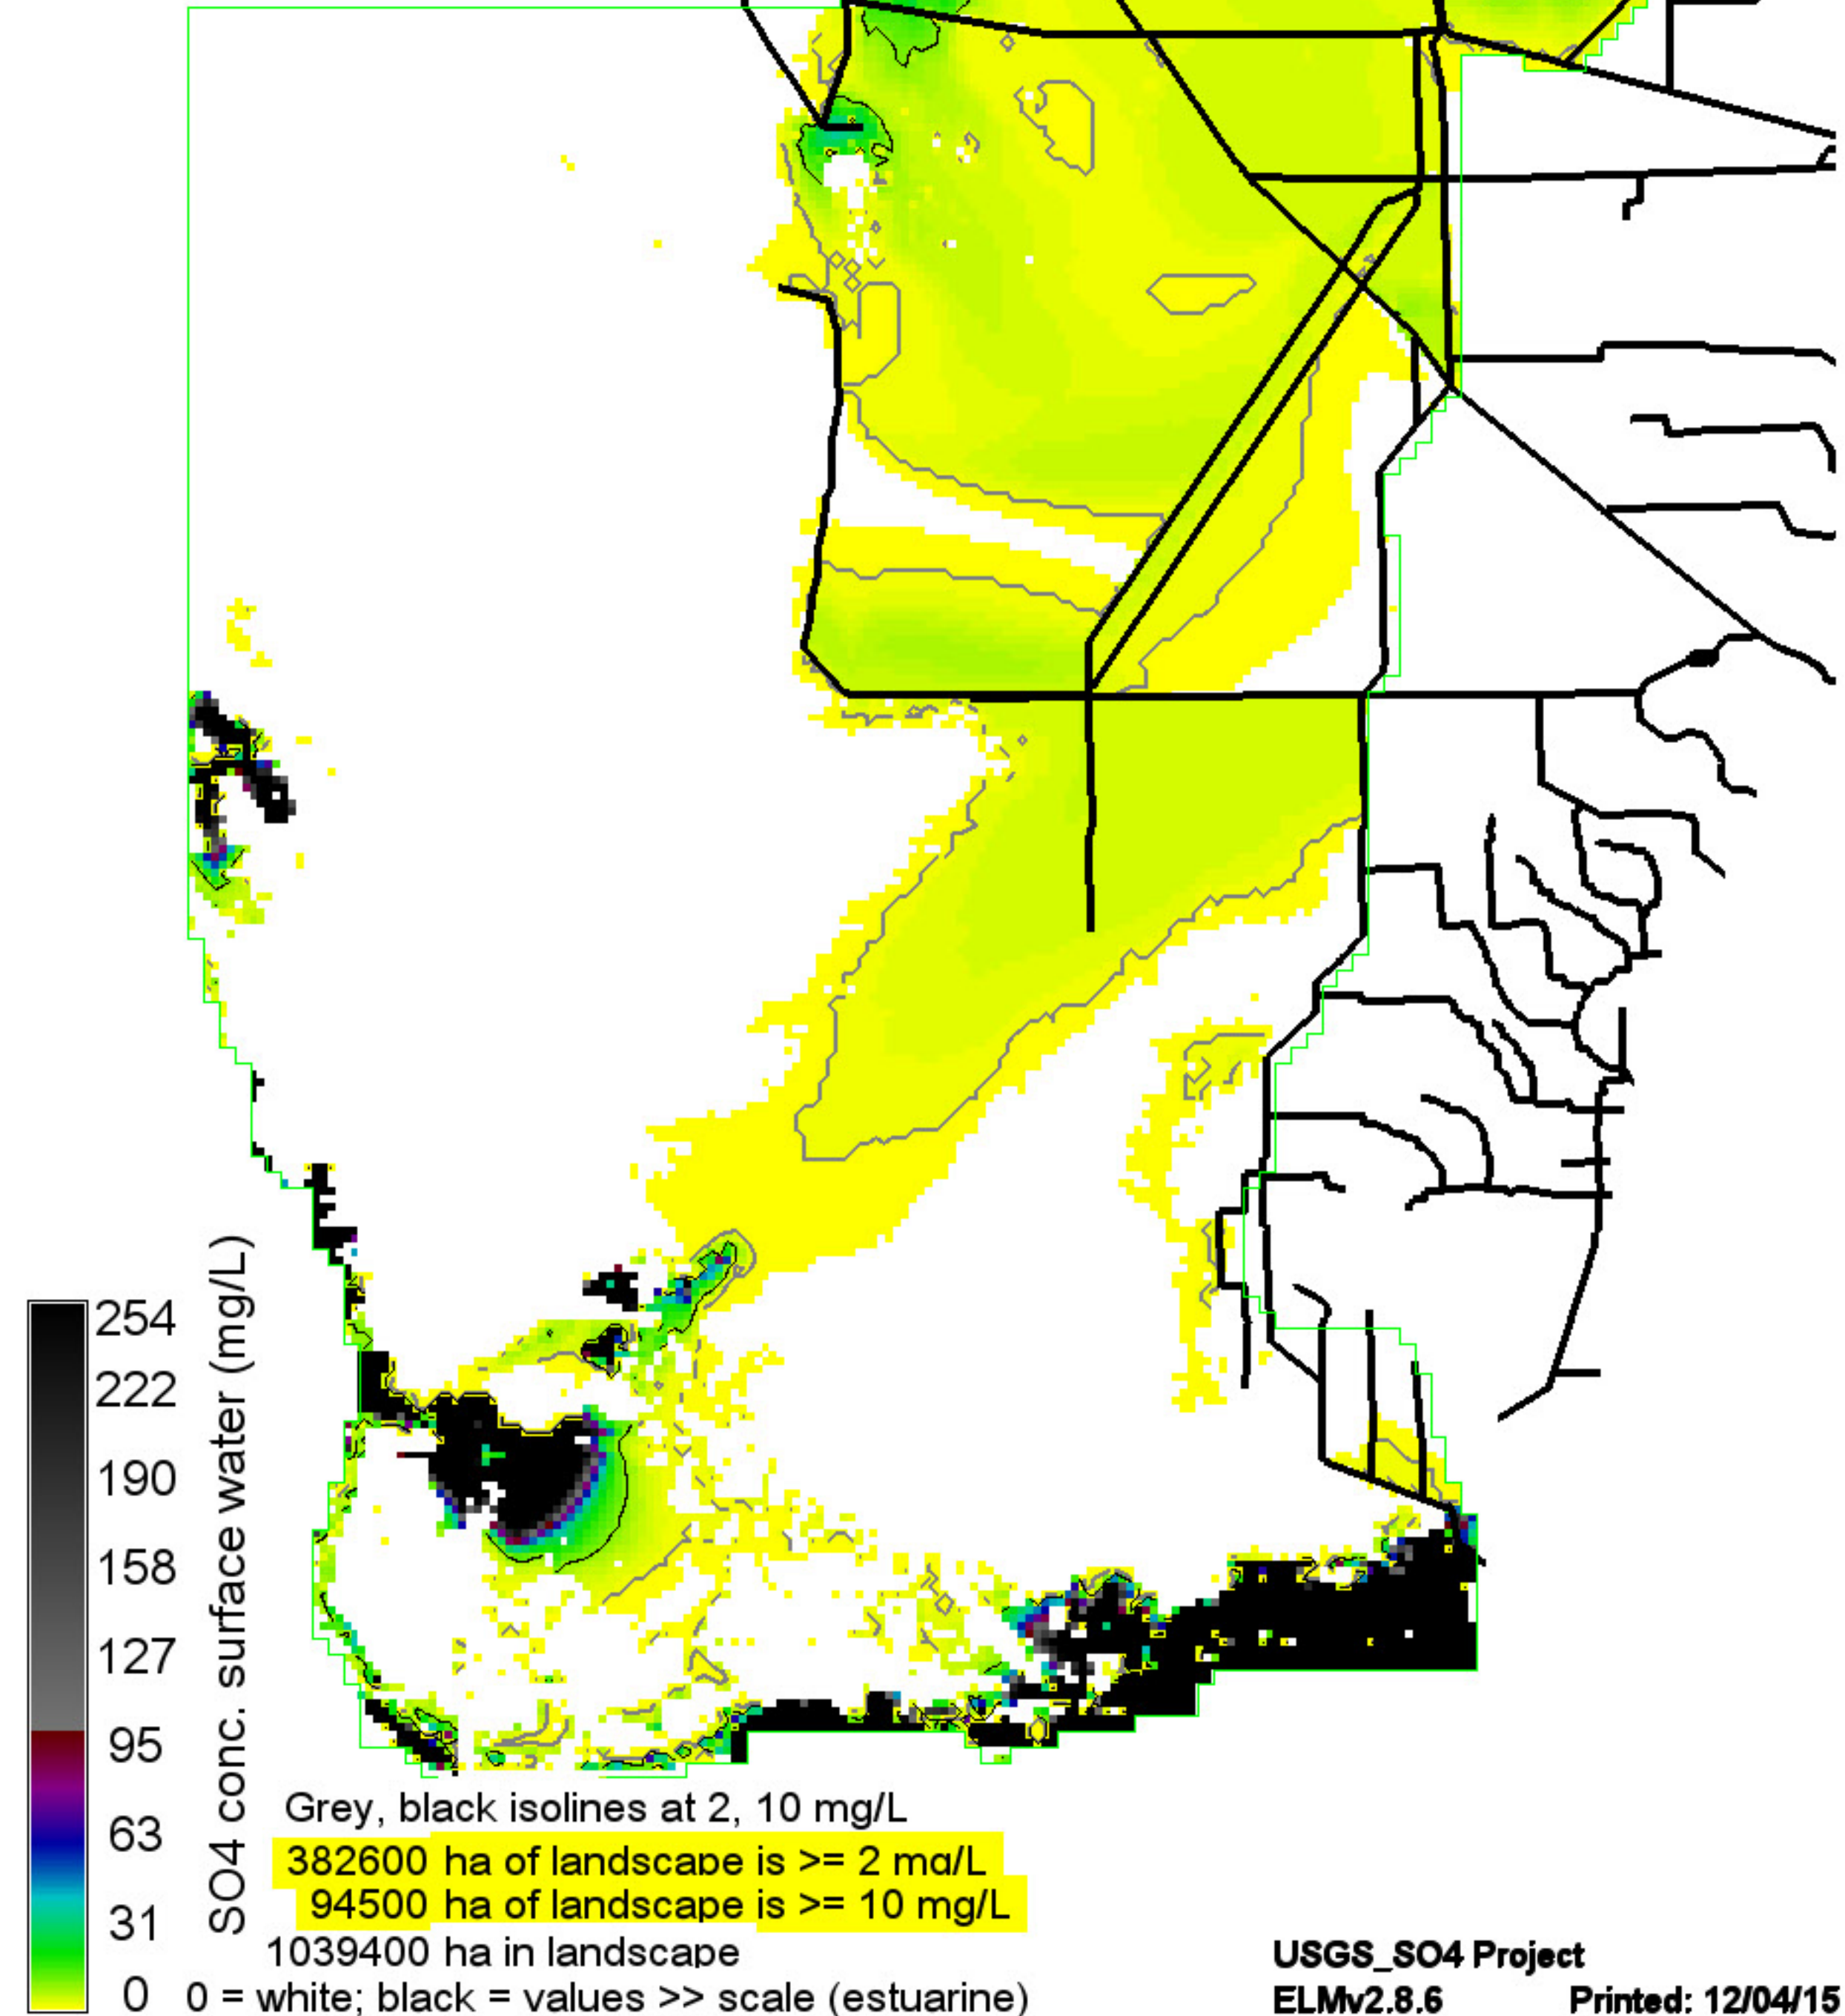 254
222
190
158
127
95
63
31
0
SO4 conc. surface water (mg/L)
Grey, black isolines at 2, 10 mg/L
382600 ha of landscape is >= 2 mg/L
94500 ha of landscape is >= 10 mg/L
1039400 ha in landscape
0 = white; black = values >> scale (estuarine)
USGS_SO4 Project
ELMv2.8.6 Printed: 12/04/15